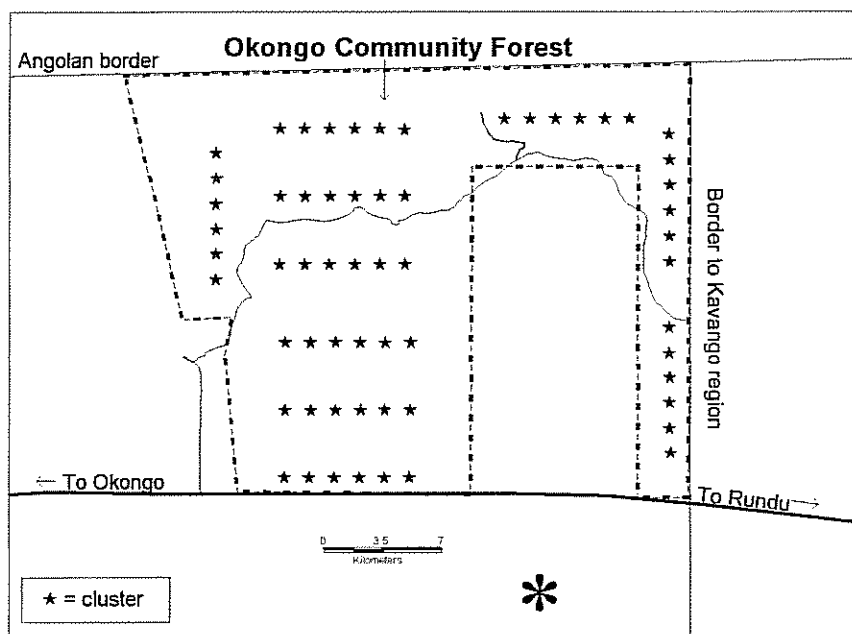 Okongo Community Forest
Angolan border
Border to Kavango region
To Okongo
To Rundu
0 3.5 7
Kilometers
= cluster